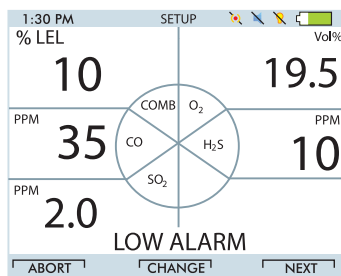 1:30 PM SETUP
% LEL Vol%
10 19.5
COMB O₂
PPM PPM
35 CO H₂S 10
SO₂
PPM
2.0
LOW ALARM
ABORT CHANGE NEXT